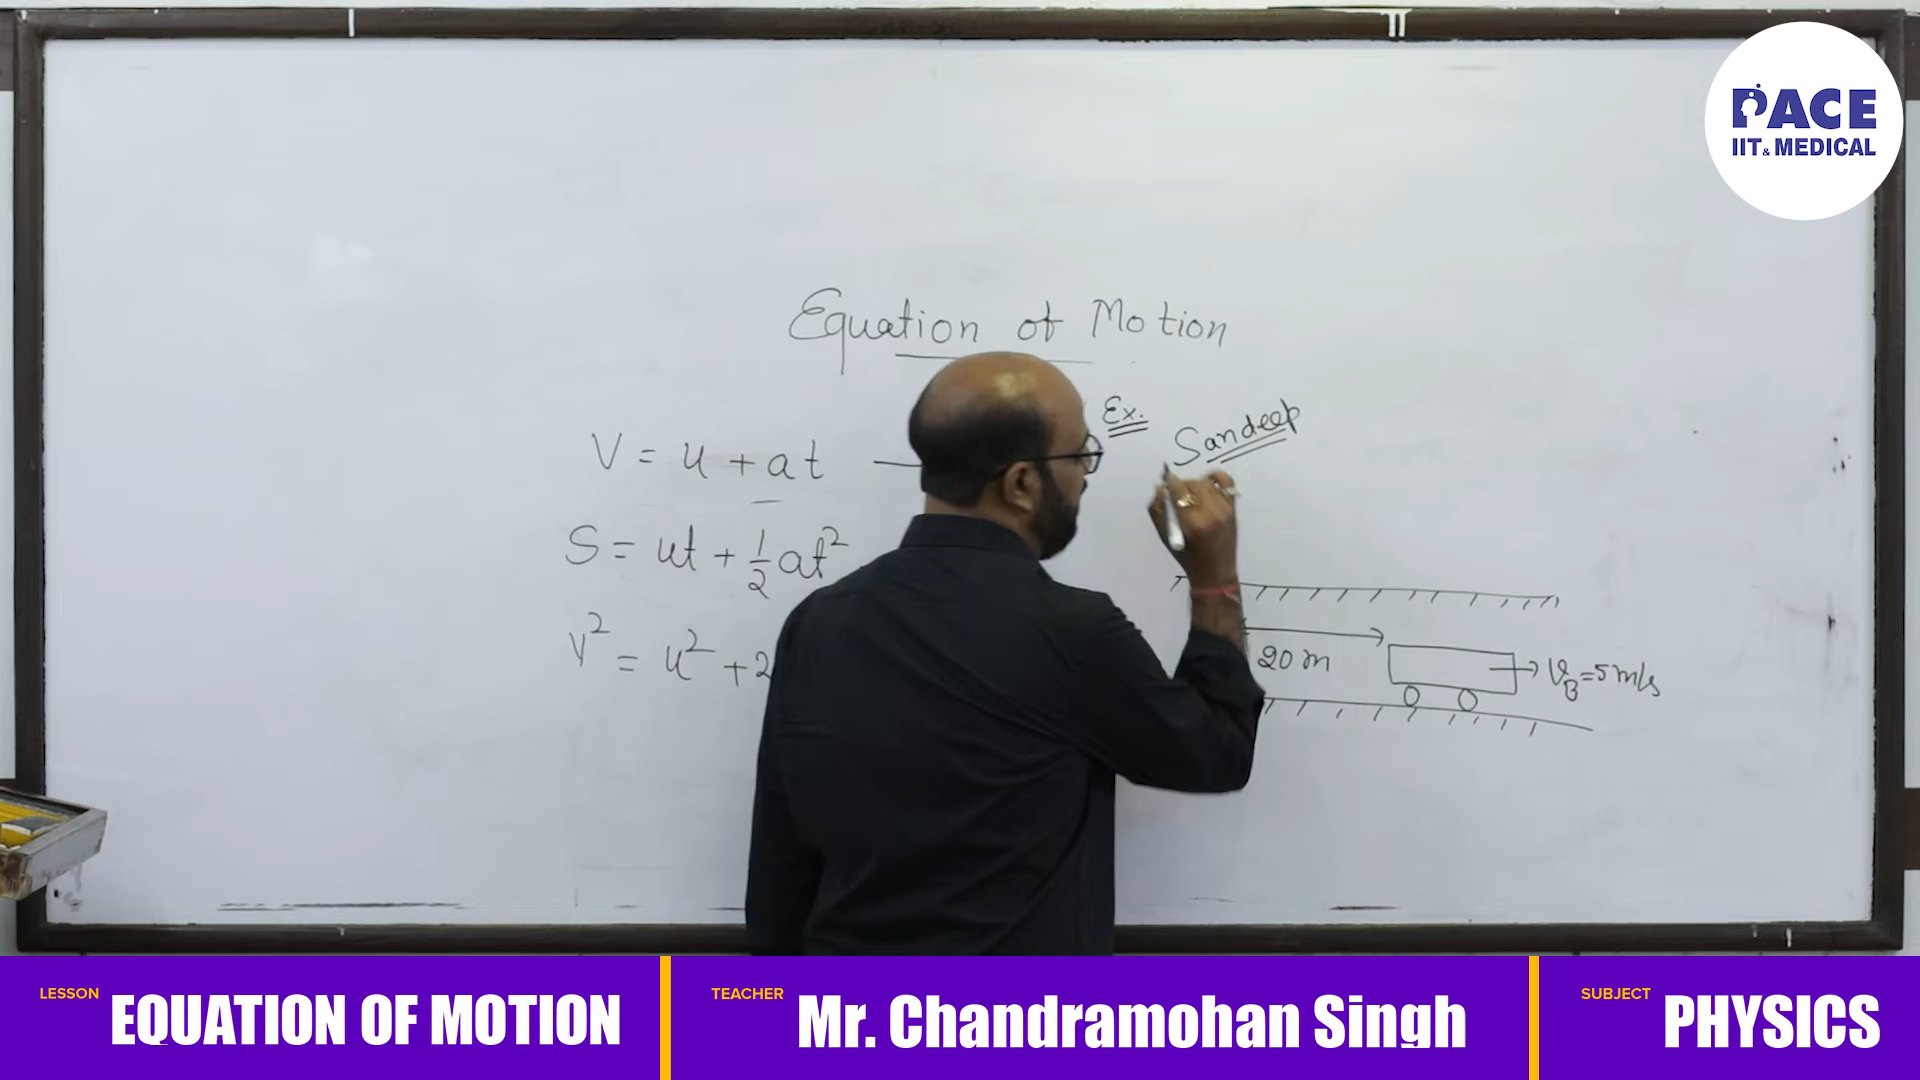 PACE
IIT & MEDICAL
Equation of Motion
Ex.
Sandeep
V = u + at
S = ut + 1/2 at²
V² = u² + 2
20 m
V_B = 5 m/s
LESSON
EQUATION OF MOTION
TEACHER
Mr. Chandramohan Singh
SUBJECT
PHYSICS